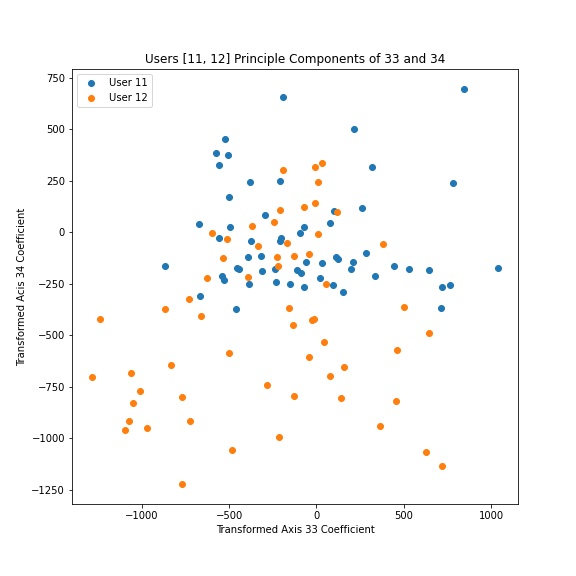 Users [11, 12] Principle Components of 33 and 34
User 11
User 12
750
500
250
0
−250
−500
−750
−1000
−1250
Transformed Acis 34 Coefficient
−1000
−500
0
500
1000
Transformed Axis 33 Coefficient